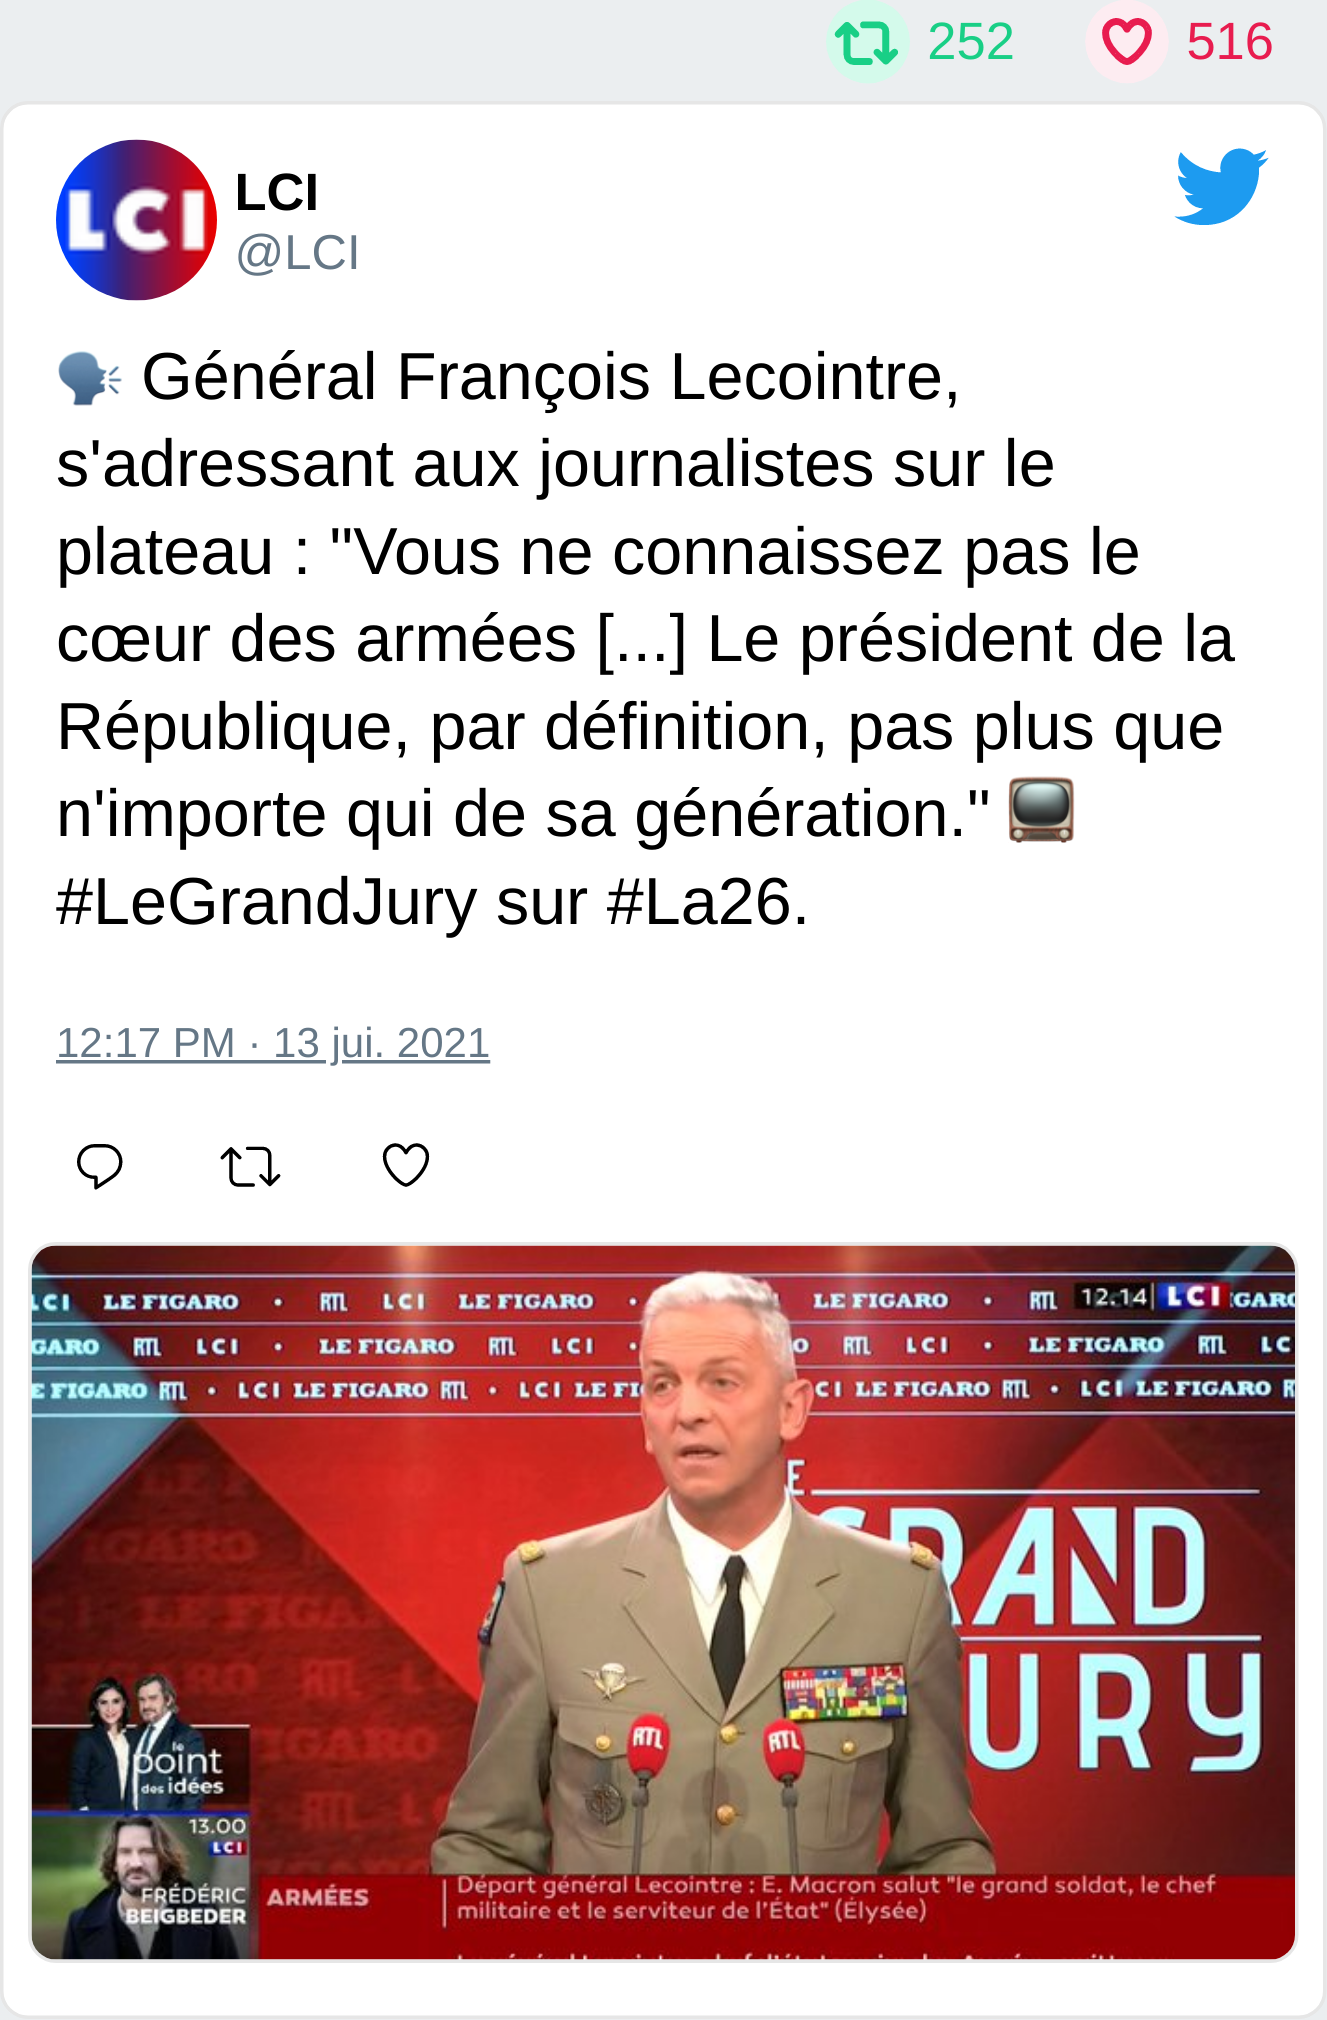 252 516
LCI
LCI
@LCI
🗣 Général François Lecointre,
s'adressant aux journalistes sur le
plateau : "Vous ne connaissez pas le
cœur des armées [...] Le président de la
République, par définition, pas plus que
n'importe qui de sa génération." 📺
#LeGrandJury sur #La26.
12:17 PM · 13 jui. 2021
LCI LE FIGARO • RTL LCI LE FIGARO • LE FIGARO • RTL 12.14 LCI GARO
GARO RTL LCI • LE FIGARO RTL LCI • O RTL LCI • LE FIGARO RTL LC
E FIGARO RTL • LCI LE FIGARO RTL • LCI LE FI CI LE FIGARO RTL • LCI LE FIGARO R
E
GRAND
URY
RTL RTL
le
point
des idées
13.00
LCI
FRÉDÉRIC
BEIGBEDER
ARMÉES
Départ général Lecointre : E. Macron salut "le grand soldat, le chef
militaire et le serviteur de l'État" (Élysée)